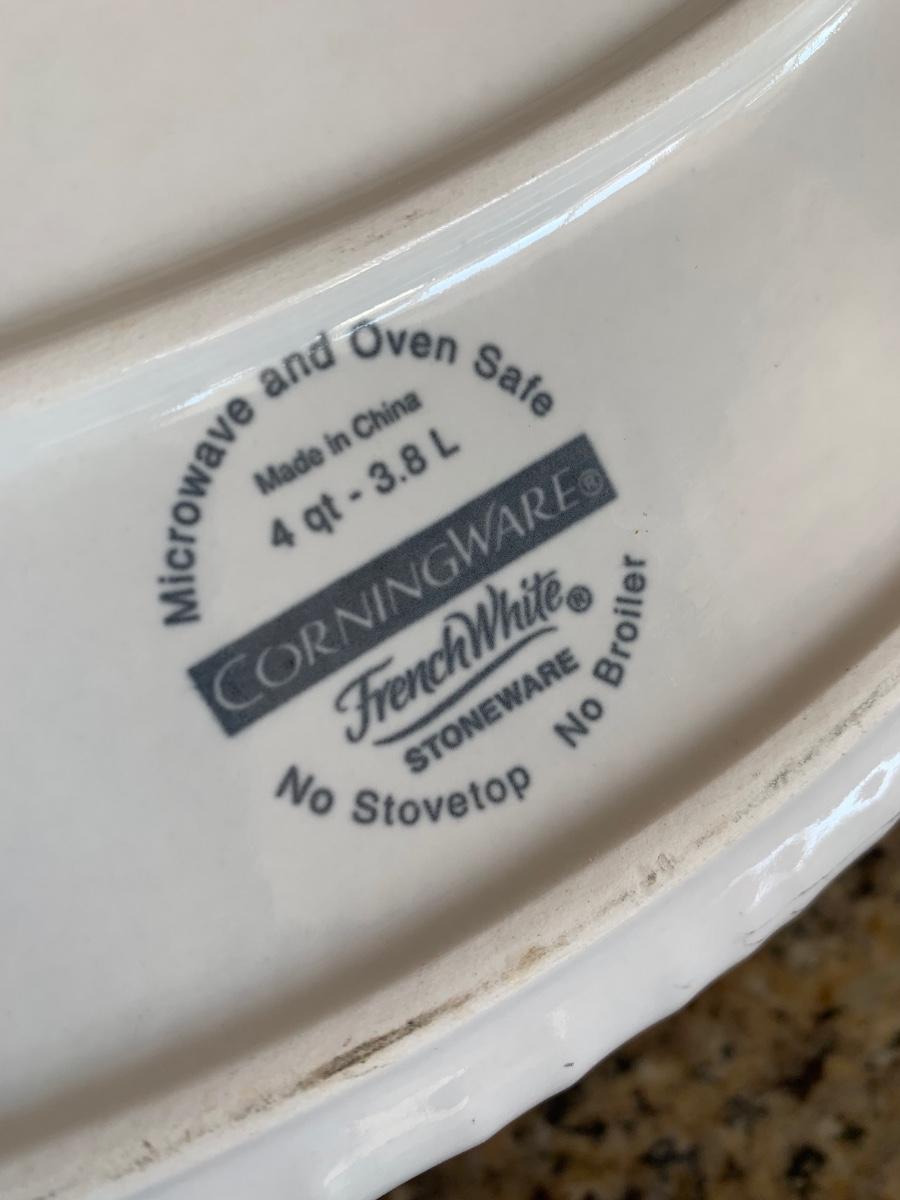 Microwave and Oven Safe
Made in China
4 qt - 3.8 L
CORNINGWARE®
FrenchWhite®
STONEWARE
No Stovetop No Broiler